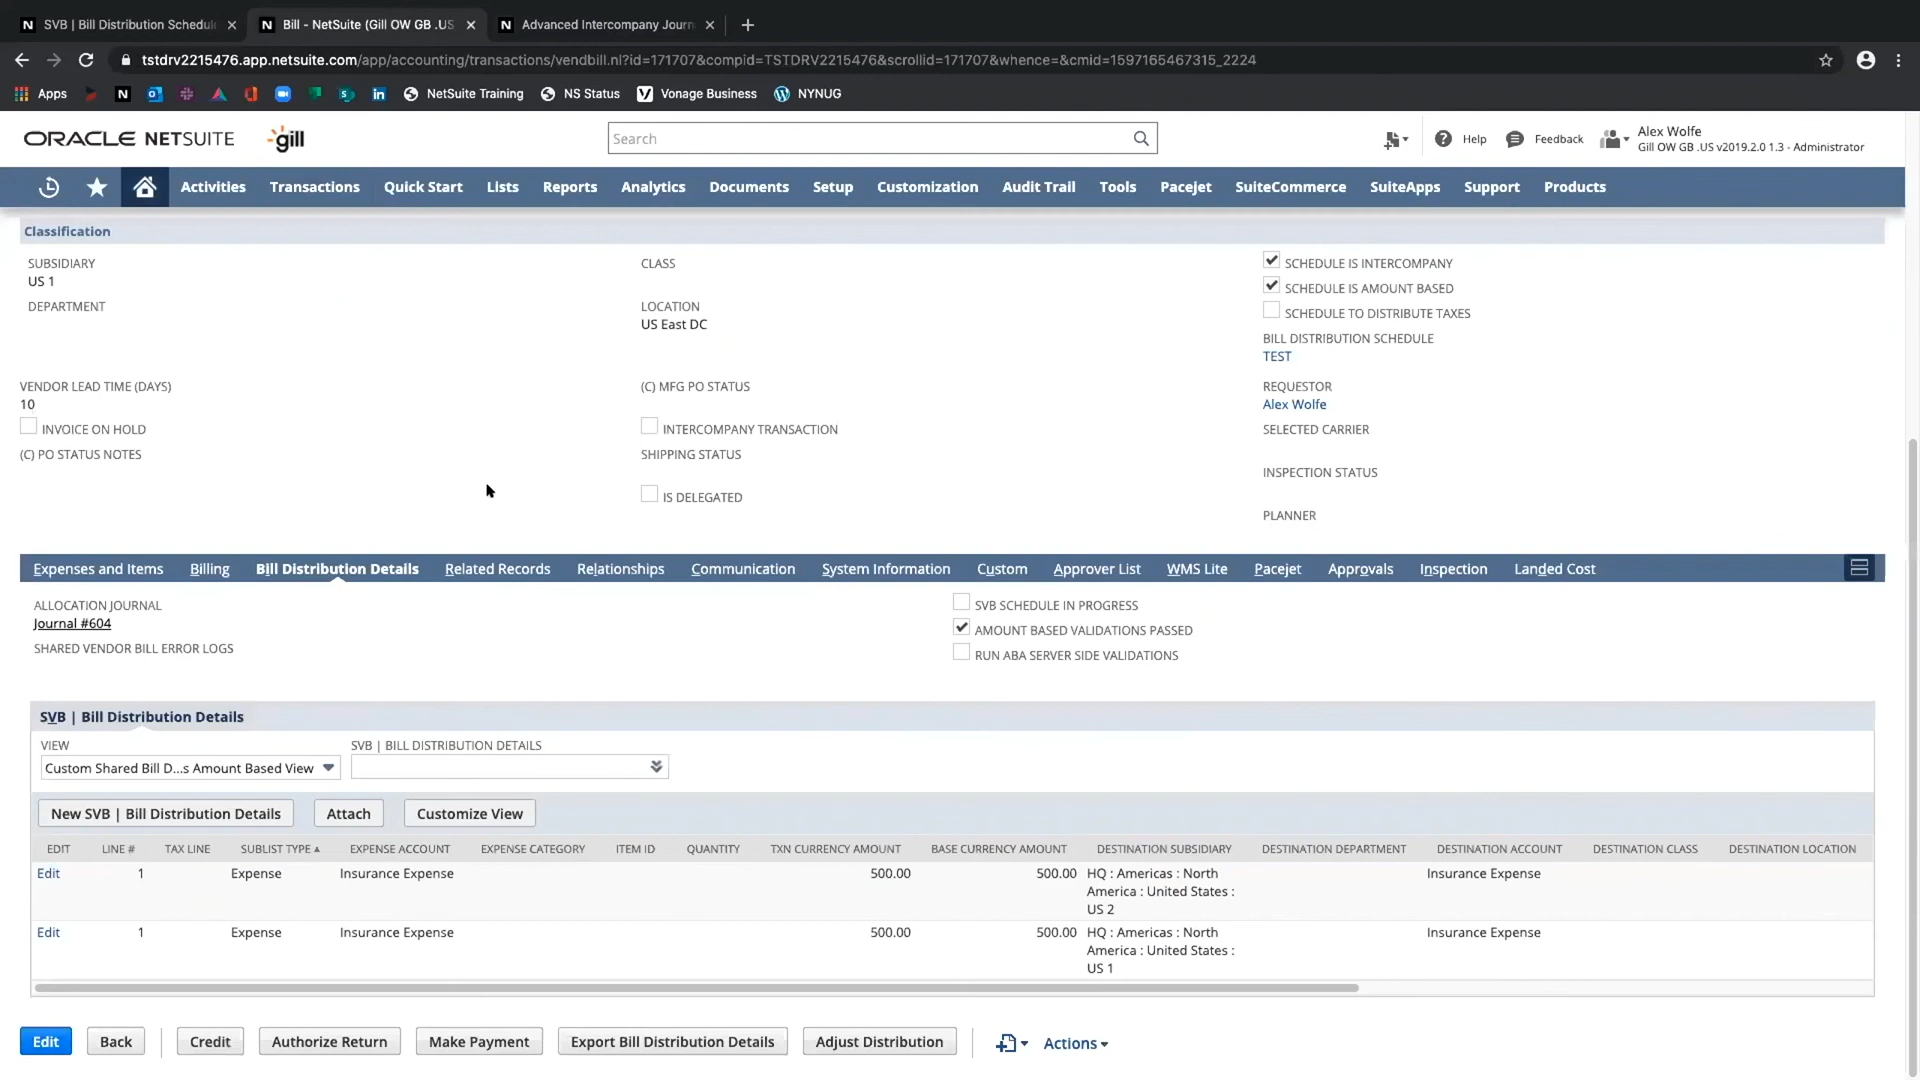 SVB | Bill Distribution Schedul
Bill - NetSuite (Gill OW GB .US
Advanced Intercompany Journ
tstdrv2215476.app.netsuite.com/app/accounting/transactions/vendbill.nl?id=171707&compid=TSTDRV2215476&scrollid=171707&whence=&cmid=1597165467315_2224
Apps NetSuite Training NS Status Vonage Business NYNUG
ORACLE NETSUITE gill Search Help Feedback Alex Wolfe
Gill OW GB .US v2019.2.0 1.3 - Administrator
Activities Transactions Quick Start Lists Reports Analytics Documents Setup Customization Audit Trail Tools Pacejet SuiteCommerce SuiteApps Support Products
Classification
SUBSIDIARY CLASS SCHEDULE IS INTERCOMPANY
US 1 SCHEDULE IS AMOUNT BASED
DEPARTMENT LOCATION SCHEDULE TO DISTRIBUTE TAXES
US East DC
BILL DISTRIBUTION SCHEDULE
TEST
VENDOR LEAD TIME (DAYS) (C) MFG PO STATUS REQUESTOR
10 Alex Wolfe
INVOICE ON HOLD INTERCOMPANY TRANSACTION SELECTED CARRIER
(C) PO STATUS NOTES SHIPPING STATUS
INSPECTION STATUS
IS DELEGATED
PLANNER
Expenses and Items Billing Bill Distribution Details Related Records Relationships Communication System Information Custom Approver List WMS Lite Pacejet Approvals Inspection Landed Cost
ALLOCATION JOURNAL SVB SCHEDULE IN PROGRESS
Journal #604 AMOUNT BASED VALIDATIONS PASSED
SHARED VENDOR BILL ERROR LOGS RUN ABA SERVER SIDE VALIDATIONS
SVB | Bill Distribution Details
VIEW SVB | BILL DISTRIBUTION DETAILS
Custom Shared Bill D...s Amount Based View
New SVB | Bill Distribution Details Attach Customize View
EDIT LINE # TAX LINE SUBLIST TYPE EXPENSE ACCOUNT EXPENSE CATEGORY ITEM ID QUANTITY TXN CURRENCY AMOUNT BASE CURRENCY AMOUNT DESTINATION SUBSIDIARY DESTINATION DEPARTMENT DESTINATION ACCOUNT DESTINATION CLASS DESTINATION LOCATION
Edit 1 Expense Insurance Expense 500.00 500.00 HQ : Americas : North Insurance Expense
America : United States :
US 2
Edit 1 Expense Insurance Expense 500.00 500.00 HQ : Americas : North Insurance Expense
America : United States :
US 1
Edit Back Credit Authorize Return Make Payment Export Bill Distribution Details Adjust Distribution Actions